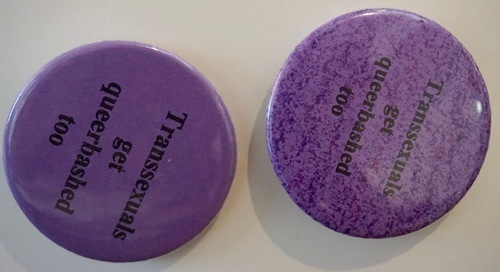 Transsexuals
get
queerbashed
too
Transsexuals
get
queerbashed
too